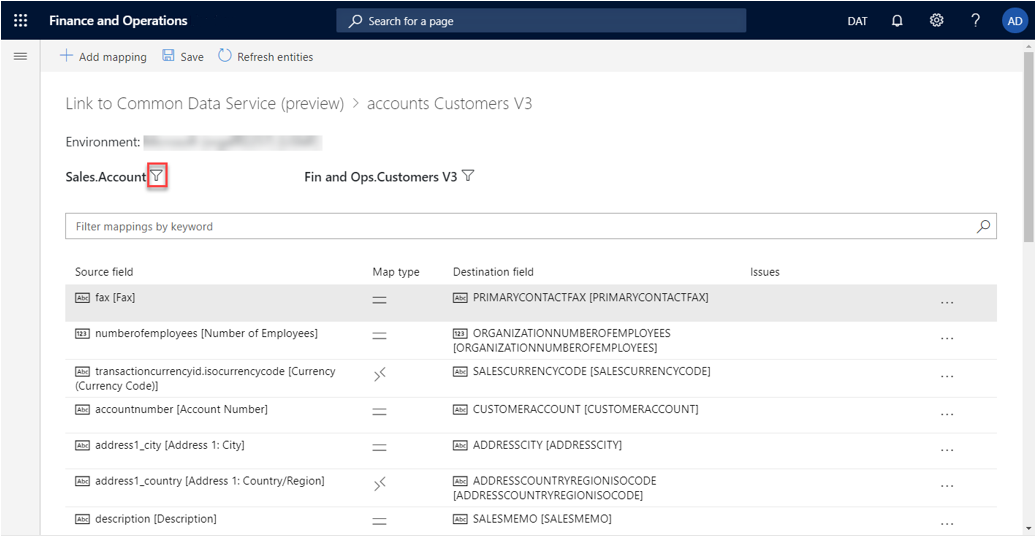 Finance and Operations
Search for a page
DAT
?
AD
Add mapping
Save
Refresh entities
Link to Common Data Service (preview) > accounts Customers V3
Environment:
Sales.Account
Fin and Ops.Customers V3
Filter mappings by keyword
Source field
Map type
Destination field
Issues
Abc fax [Fax]
Abc PRIMARYCONTACTFAX [PRIMARYCONTACTFAX]
...
123 numberofemployees [Number of Employees]
123 ORGANIZATIONNUMBEROFEMPLOYEES
[ORGANIZATIONNUMBEROFEMPLOYEES]
...
Abc transactioncurrencyid.isocurrencycode [Currency
(Currency Code)]
Abc SALESCURRENCYCODE [SALESCURRENCYCODE]
...
Abc accountnumber [Account Number]
Abc CUSTOMERACCOUNT [CUSTOMERACCOUNT]
...
Abc address1_city [Address 1: City]
Abc ADDRESSCITY [ADDRESSCITY]
...
Abc address1_country [Address 1: Country/Region]
Abc ADDRESSCOUNTRYREGIONISOCODE
[ADDRESSCOUNTRYREGIONISOCODE]
...
Abc description [Description]
Abc SALESMEMO [SALESMEMO]
...